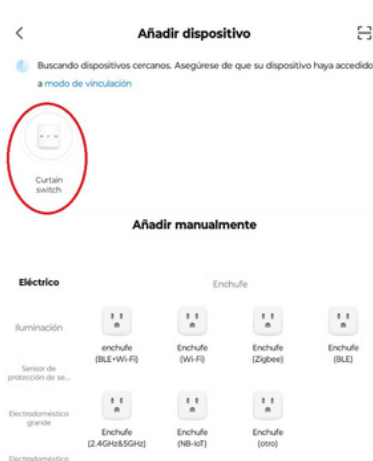 Añadir dispositivo
Buscando dispositivos cercanos. Asegúrese de que su dispositivo haya accedido
a modo de vinculación
Curtain
switch
Añadir manualmente
Eléctrico
Enchufe
Iluminación
enchufe
(BLE+Wi-Fi)
Enchufe
(Wi-Fi)
Enchufe
(Zigbee)
Enchufe
(BLE)
Sensor de
protección de se...
Electrodoméstico
grande
Enchufe
(2.4GHz&5GHz)
Enchufe
(NB-IoT)
Enchufe
(otro)
Electrodoméstico